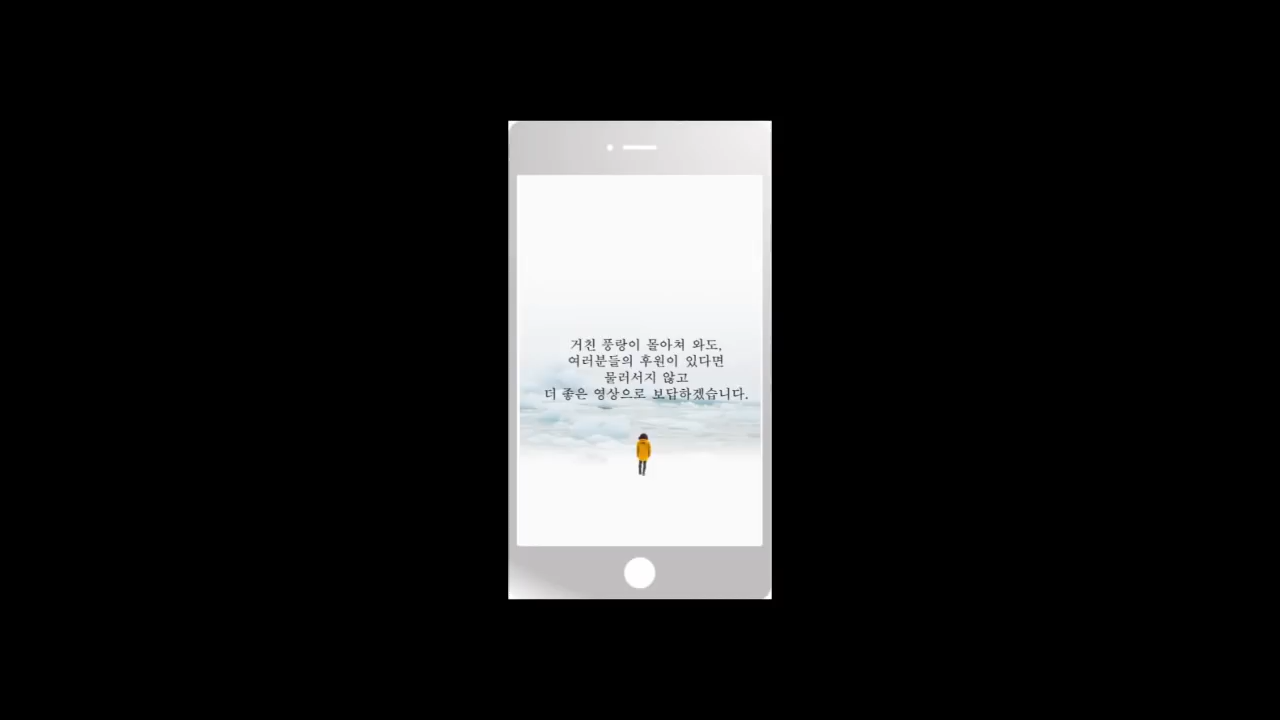 거친 풍랑이 몰아쳐 와도,
여러분들의 후원이 있다면
물러서지 않고
더 좋은 영상으로 보답하겠습니다.